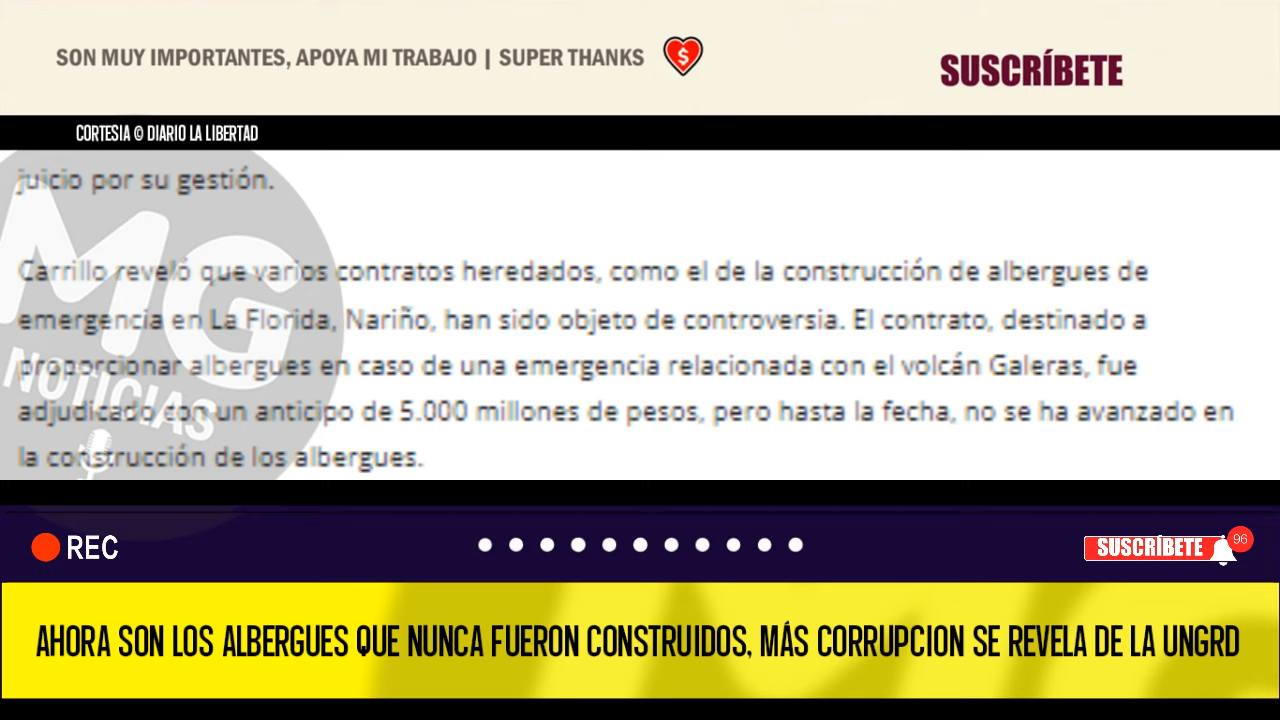 SON MUY IMPORTANTES, APOYA MI TRABAJO | SUPER THANKS
$
SUSCRÍBETE
CORTESIA © DIARIO LA LIBERTAD
juicio por su gestión.
Carrillo reveló que varios contratos heredados, como el de la construcción de albergues de
emergencia en La Florida, Nariño, han sido objeto de controversia. El contrato, destinado a
proporcionar albergues en caso de una emergencia relacionada con el volcán Galeras, fue
adjudicado con un anticipo de 5.000 millones de pesos, pero hasta la fecha, no se ha avanzado en
la construcción de los albergues.
MG
NOTICIAS
REC
SUSCRÍBETE
96
AHORA SON LOS ALBERGUES QUE NUNCA FUERON CONSTRUIDOS, MÁS CORRUPCION SE REVELA DE LA UNGRD